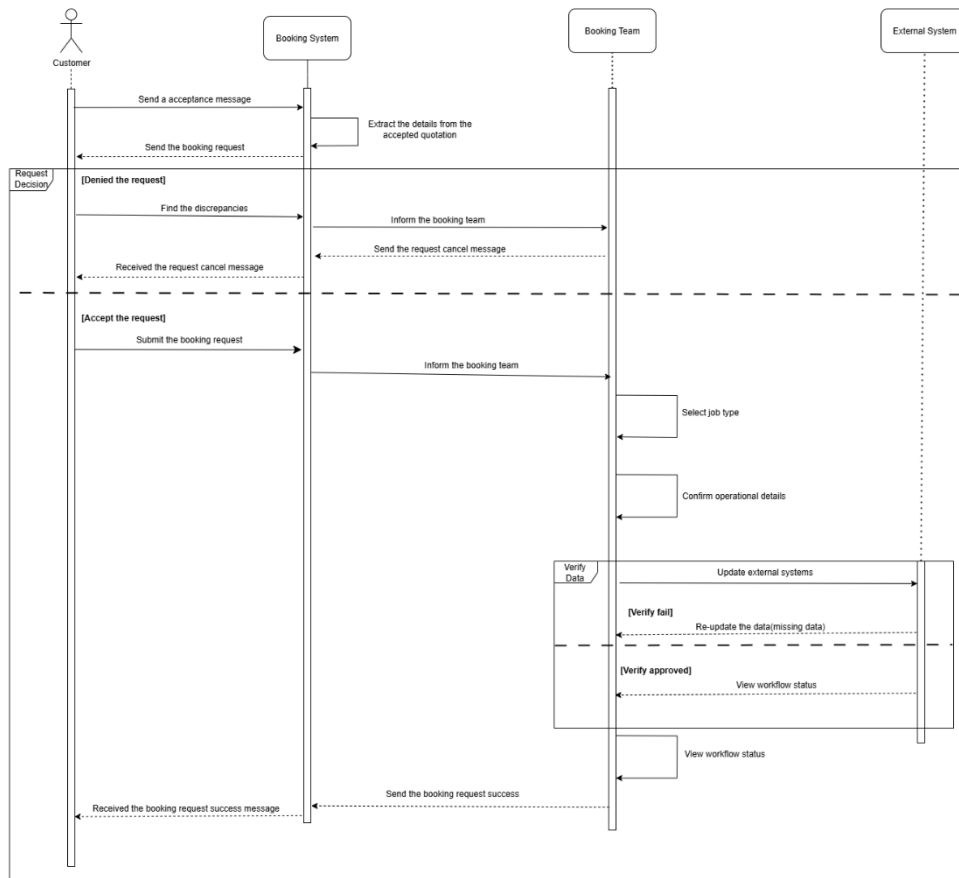 Booking System
Booking Team
External System
Customer
Send a acceptance message
Extract the details from the
accepted quotation
Send the booking request
Request
Decision
[Denied the request]
Find the discrepancies
Inform the booking team
Send the request cancel message
Received the request cancel message
[Accept the request]
Submit the booking request
Inform the booking team
Select job type
Confirm operational details
Verify
Data
Update external systems
[Verify fail]
Re-update the data(missing data)
[Verify approved]
View workflow status
View workflow status
Send the booking request success
Received the booking request success message